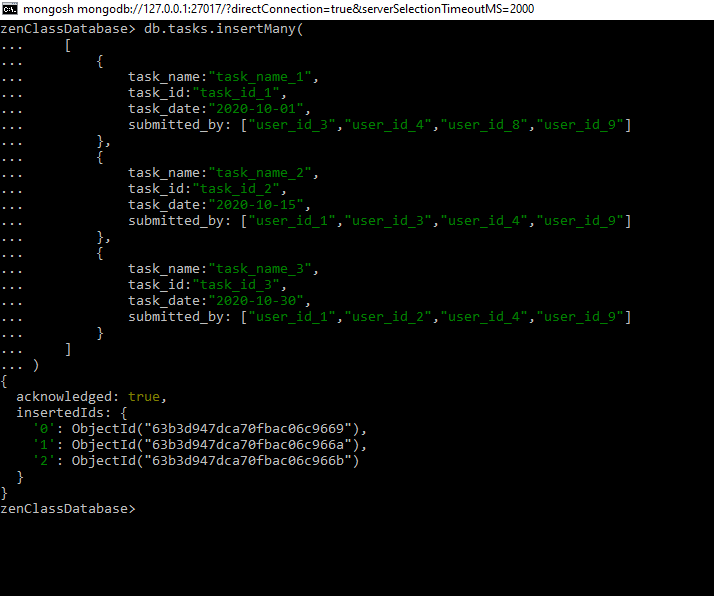 mongosh mongodb://127.0.0.1:27017/?directConnection=true&serverSelectionTimeoutMS=2000
zenClassDatabase> db.tasks.insertMany(
...     [
...         {
...             task_name:"task_name_1",
...             task_id:"task_id_1",
...             task_date:"2020-10-01",
...             submitted_by: ["user_id_3","user_id_4","user_id_8","user_id_9"]
...         },
...         {
...             task_name:"task_name_2",
...             task_id:"task_id_2",
...             task_date:"2020-10-15",
...             submitted_by: ["user_id_1","user_id_3","user_id_4","user_id_9"]
...         },
...         {
...             task_name:"task_name_3",
...             task_id:"task_id_3",
...             task_date:"2020-10-30",
...             submitted_by: ["user_id_1","user_id_2","user_id_4","user_id_9"]
...         }
...     ]
... )
{
  acknowledged: true,
  insertedIds: {
    '0': ObjectId("63b3d947dca70fbac06c9669"),
    '1': ObjectId("63b3d947dca70fbac06c966a"),
    '2': ObjectId("63b3d947dca70fbac06c966b")
  }
}
zenClassDatabase>